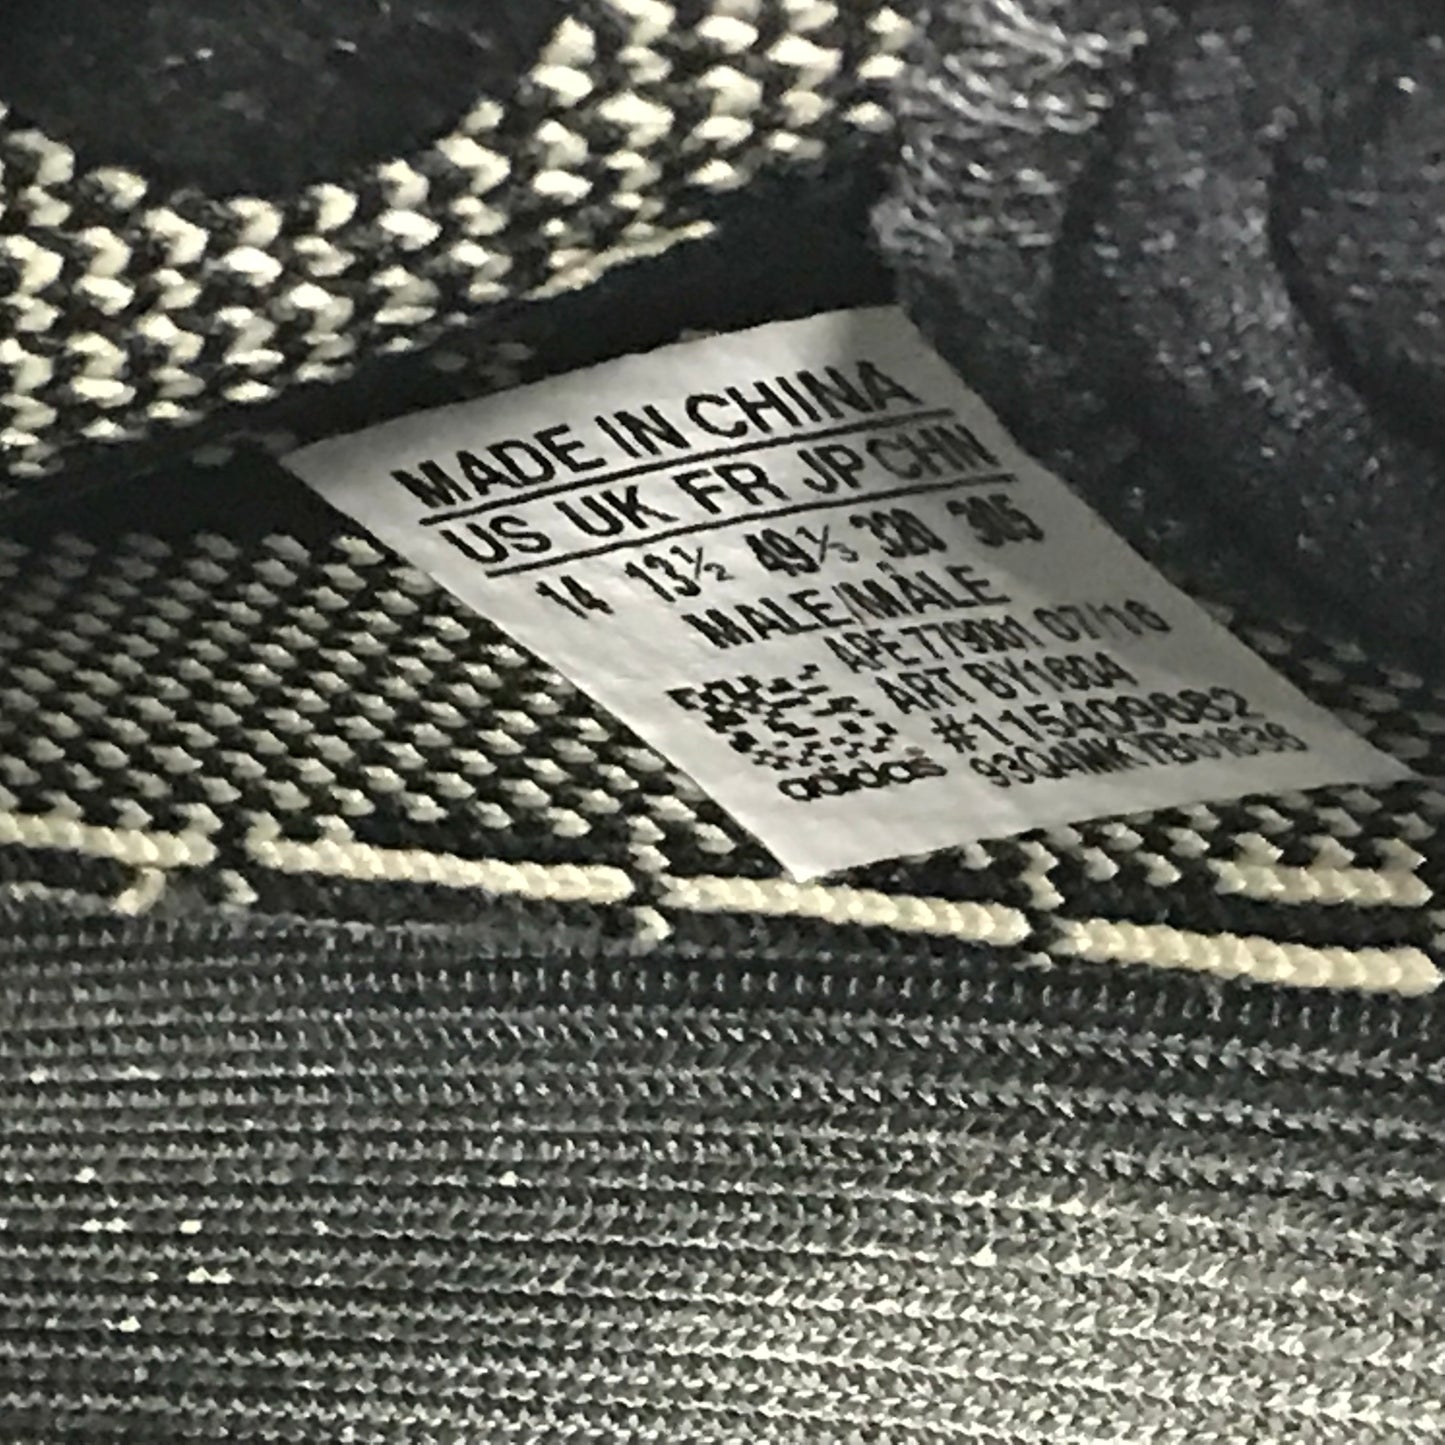 MADE IN CHINA
US UK FR JP CHN
14 13½ 49⅓ 320 305
MALE/MÂLE
APE 779001 07/16
ART BY1604
#115409682
adidas